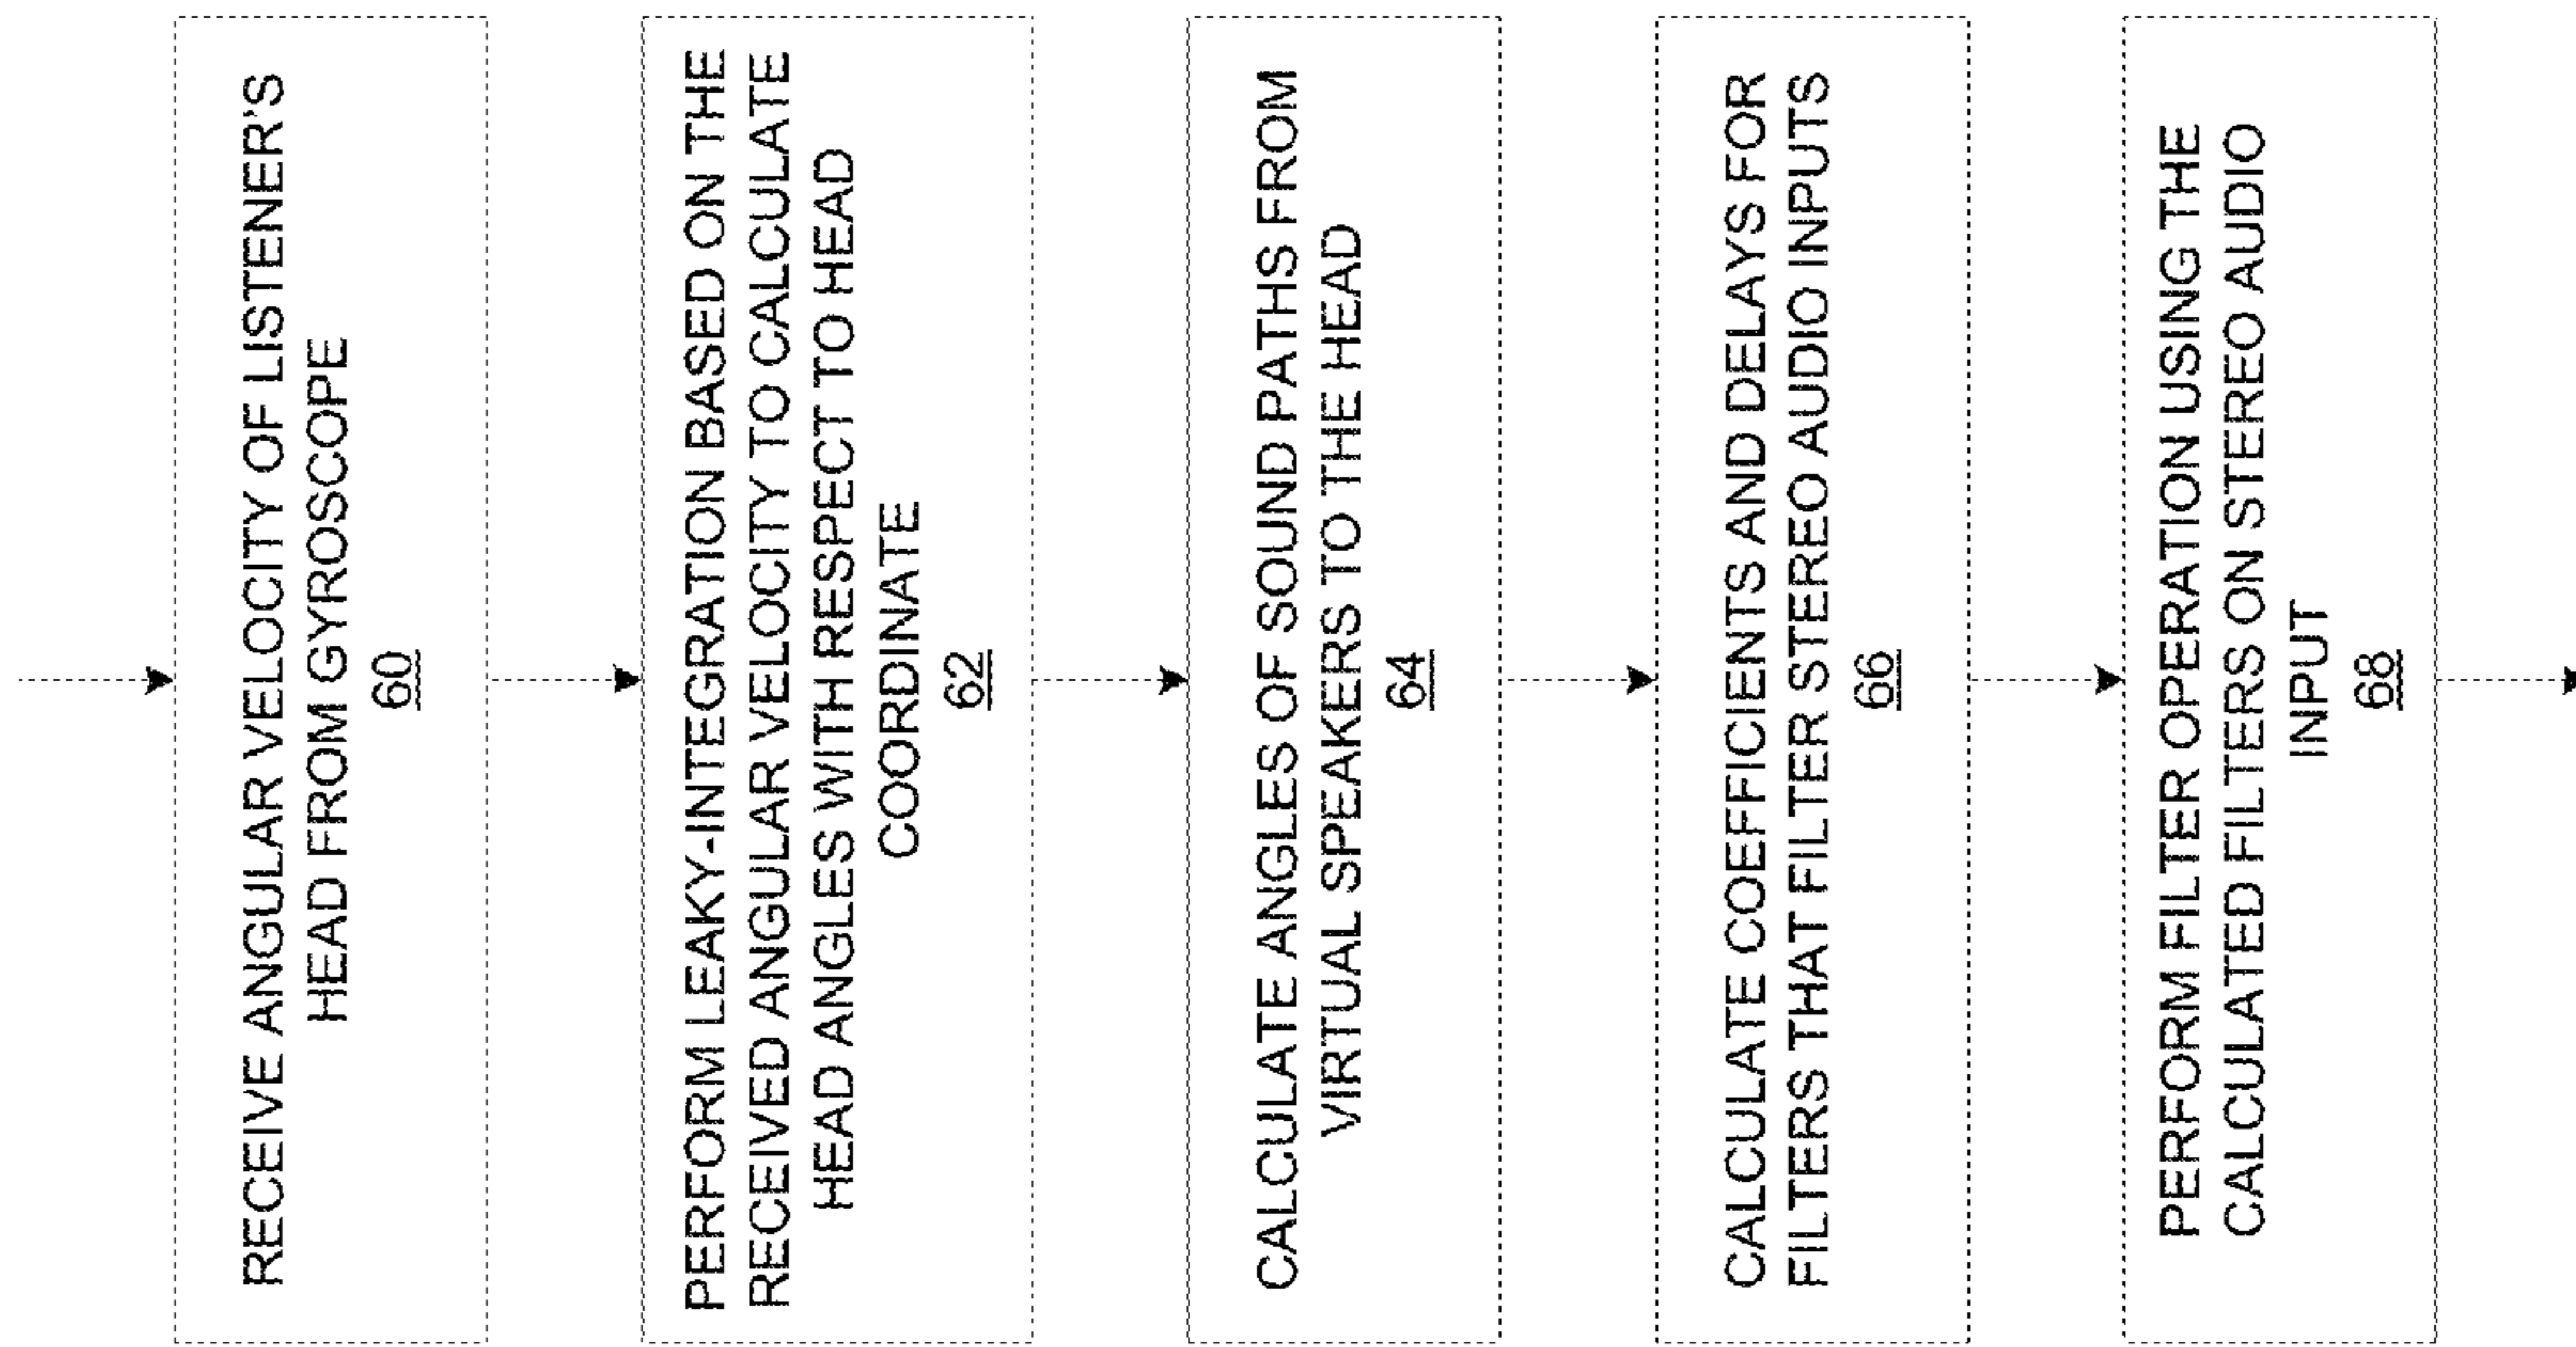 RECEIVE ANGULAR VELOCITY OF LISTENER'S
HEAD FROM GYROSCOPE
60
PERFORM LEAKY-INTEGRATION BASED ON THE
RECEIVED ANGULAR VELOCITY TO CALCULATE
HEAD ANGLES WITH RESPECT TO HEAD
COORDINATE
62
CALCULATE ANGLES OF SOUND PATHS FROM
VIRTUAL SPEAKERS TO THE HEAD
64
CALCULATE COEFFICIENTS AND DELAYS FOR
FILTERS THAT FILTER STEREO AUDIO INPUTS
66
PERFORM FILTER OPERATION USING THE
CALCULATED FILTERS ON STEREO AUDIO
INPUT
68